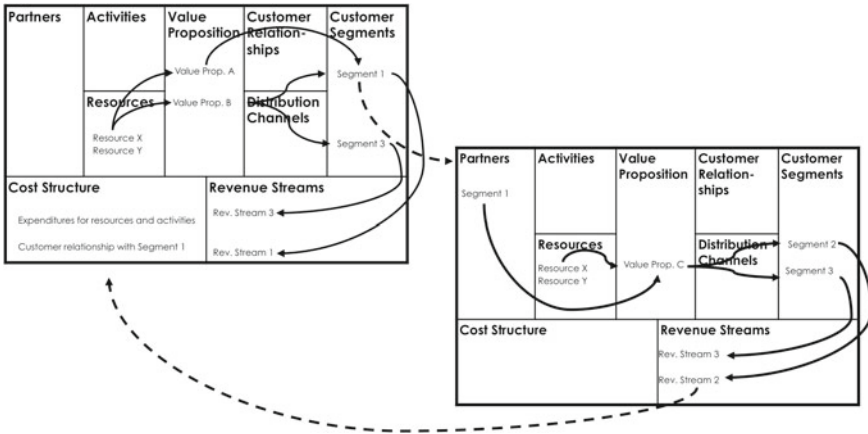 Partners
Activities
Value
Proposition
Customer
Relation-
ships
Customer
Segments
Value Prop. A
Segment 1
Resources
Value Prop. B
Distribution
Channels
Resource X
Resource Y
Segment 3
Cost Structure
Expenditures for resources and activities
Customer relationship with Segment 1
Revenue Streams
Rev. Stream 3
Rev. Stream 1
Partners
Activities
Value
Proposition
Customer
Relation-
ships
Customer
Segments
Segment 1
Resources
Resource X
Resource Y
Value Prop. C
Distribution
Channels
Segment 2
Segment 3
Cost Structure
Revenue Streams
Rev. Stream 3
Rev. Stream 2